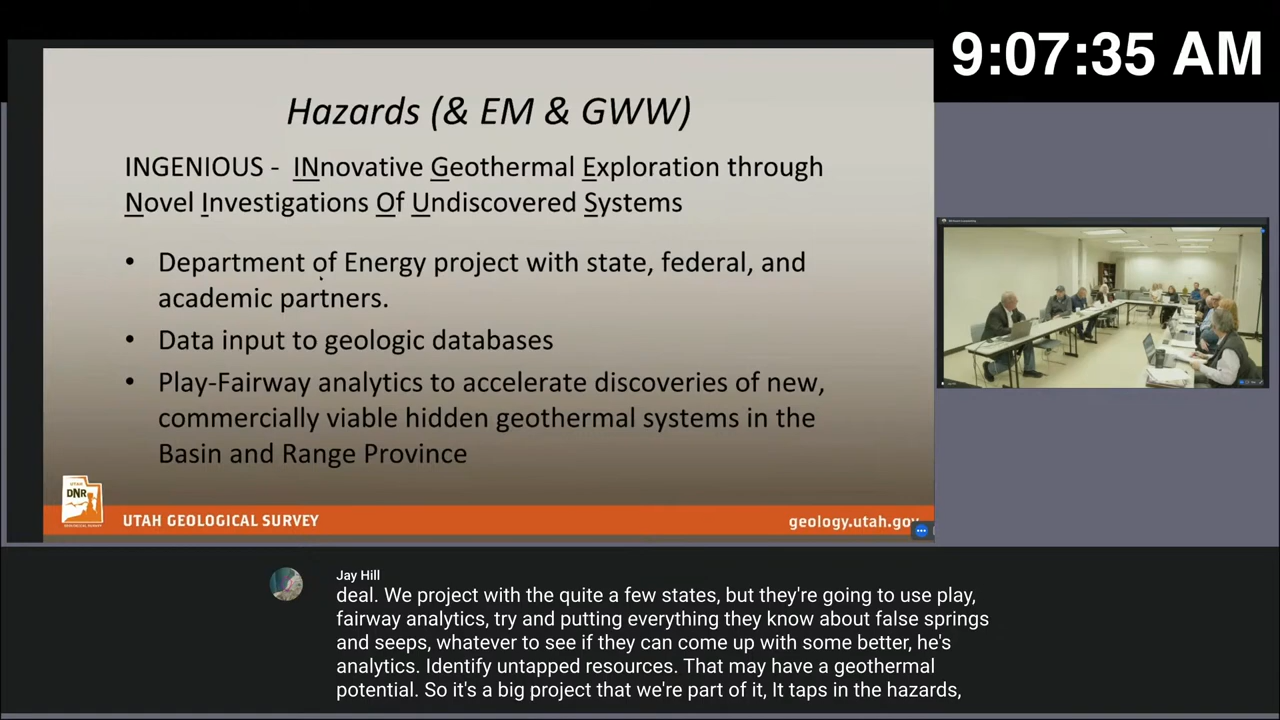 9:07:35 AM
Hazards (& EM & GWW)
INGENIOUS - INnovative Geothermal Exploration through
Novel Investigations Of Undiscovered Systems
• Department of Energy project with state, federal, and
academic partners.
• Data input to geologic databases
• Play-Fairway analytics to accelerate discoveries of new,
commercially viable hidden geothermal systems in the
Basin and Range Province
UTAH
DNR
UTAH GEOLOGICAL SURVEY
geology.utah.gov
Jay Hill
deal. We project with the quite a few states, but they're going to use play,
fairway analytics, try and putting everything they know about false springs
and seeps, whatever to see if they can come up with some better, he's
analytics. Identify untapped resources. That may have a geothermal
potential. So it's a big project that we're part of it, It taps in the hazards,